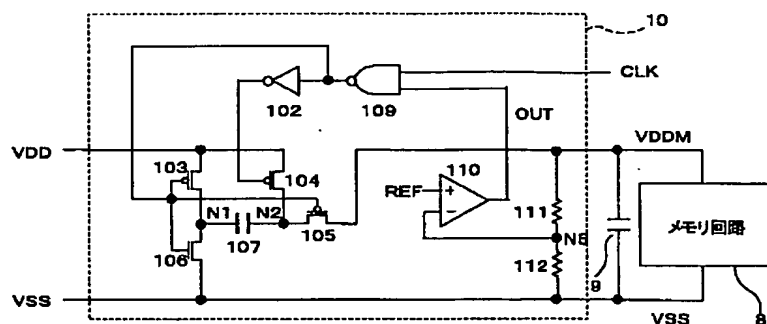 10
CLK
102
109
OUT
VDD
VDDM
103
104
110
REF
+
−
111
N1
N2
105
107
N3
メモリ回路
106
112
9
VSS
VSS
8